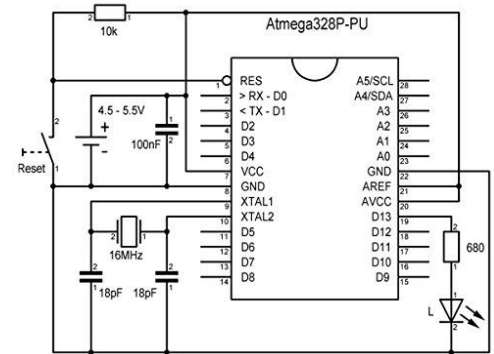 Atmega328P-PU
10k
2
1
4.5 - 5.5V
+
-
100nF
2
1
Reset
2
1
1 RES
2 > RX - D0
3 < TX - D1
4 D2
5 D3
6 D4
7 VCC
8 GND
9 XTAL1
10 XTAL2
11 D5
12 D6
13 D7
14 D8
A5/SCL 28
A4/SDA 27
A3 26
A2 25
A1 24
A0 23
GND 22
AREF 21
AVCC 20
D13 19
D12 18
D11 17
D10 16
D9 15
2 1
16MHz
2
1
18pF
2
1
18pF
2
1
680
L
1
2